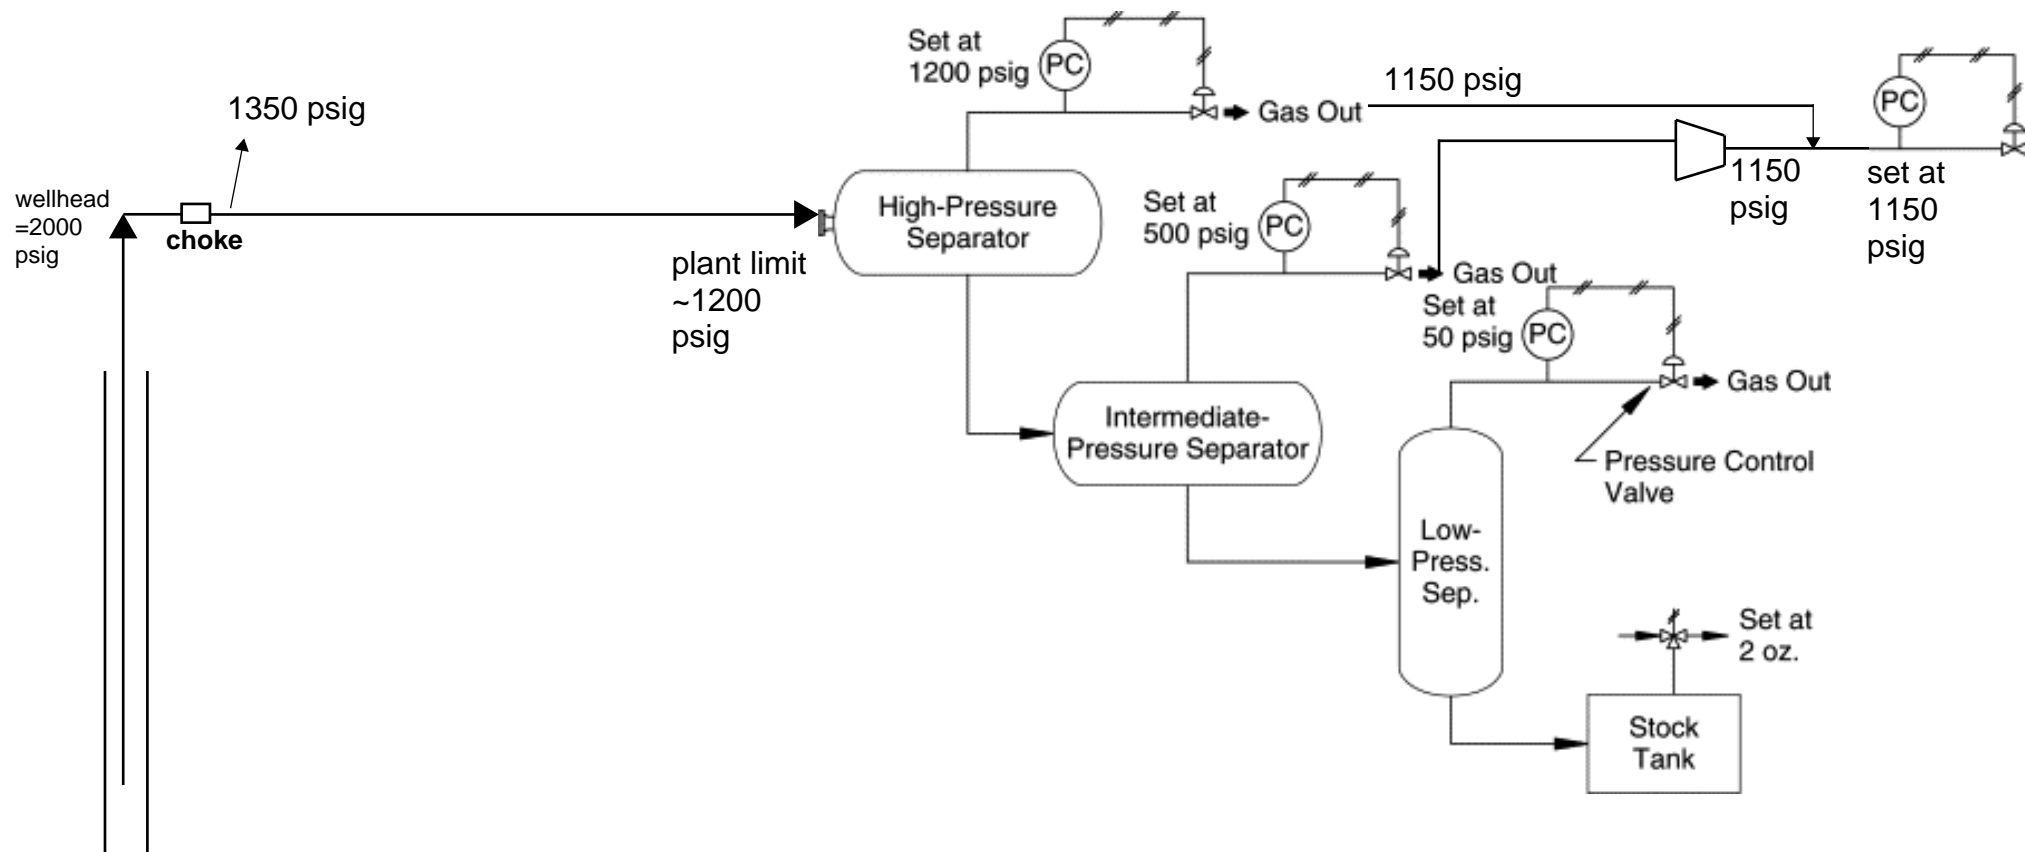 wellhead
=2000
psig
choke
1350 psig
plant limit
~1200
psig
Set at
1200 psig
PC
Gas Out
1150 psig
High-Pressure
Separator
Set at
500 psig
PC
Gas Out
1150
psig
PC
set at
1150
psig
Intermediate-
Pressure Separator
Set at
50 psig
PC
Gas Out
Pressure Control
Valve
Low-
Press.
Sep.
Set at
2 oz.
Stock
Tank